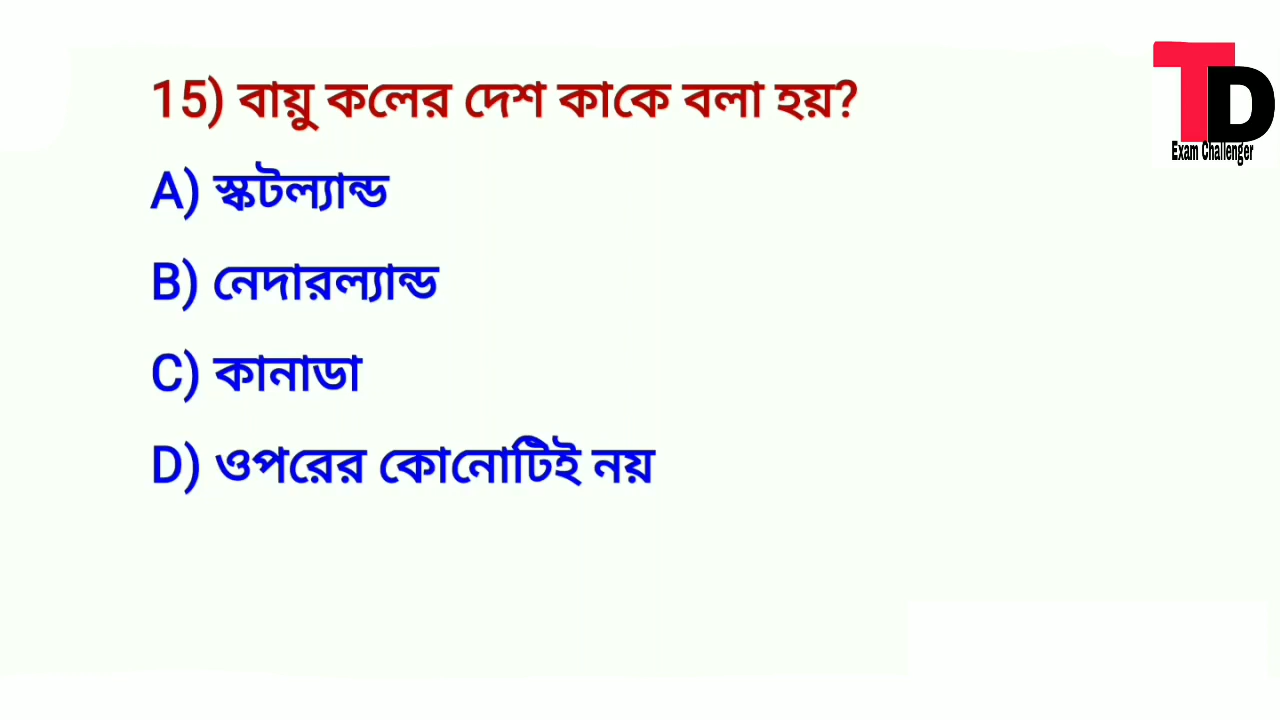 15) বায়ু কলের দেশ কাকে বলা হয়?
A) স্কটল্যান্ড
B) নেদারল্যান্ড
C) কানাডা
D) ওপরের কোনোটিই নয়
TD
Exam Challenger